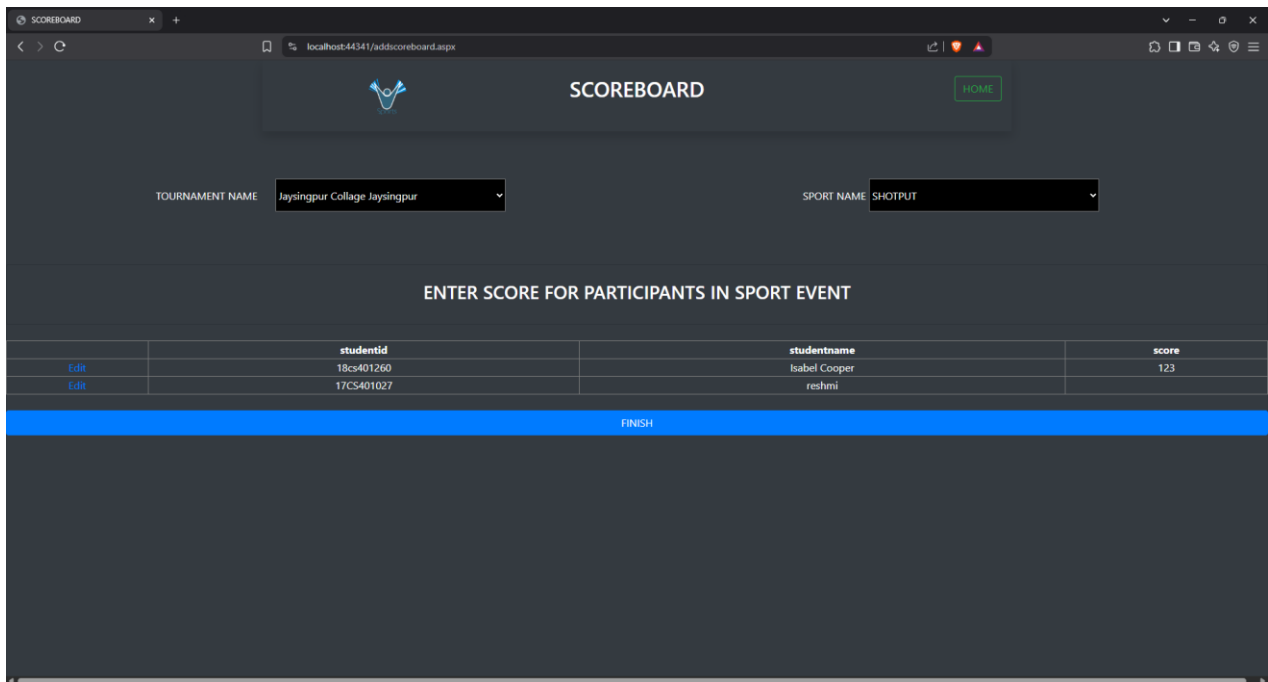 SCOREBOARD
localhost:44341/addscoreboard.aspx
SCOREBOARD
HOME
TOURNAMENT NAME Jaysingpur Collage Jaysingpur SPORT NAME SHOTPUT
ENTER SCORE FOR PARTICIPANTS IN SPORT EVENT
studentid studentname score
Edit 18cs401260 Isabel Cooper 123
Edit 17CS401027 reshmi
FINISH